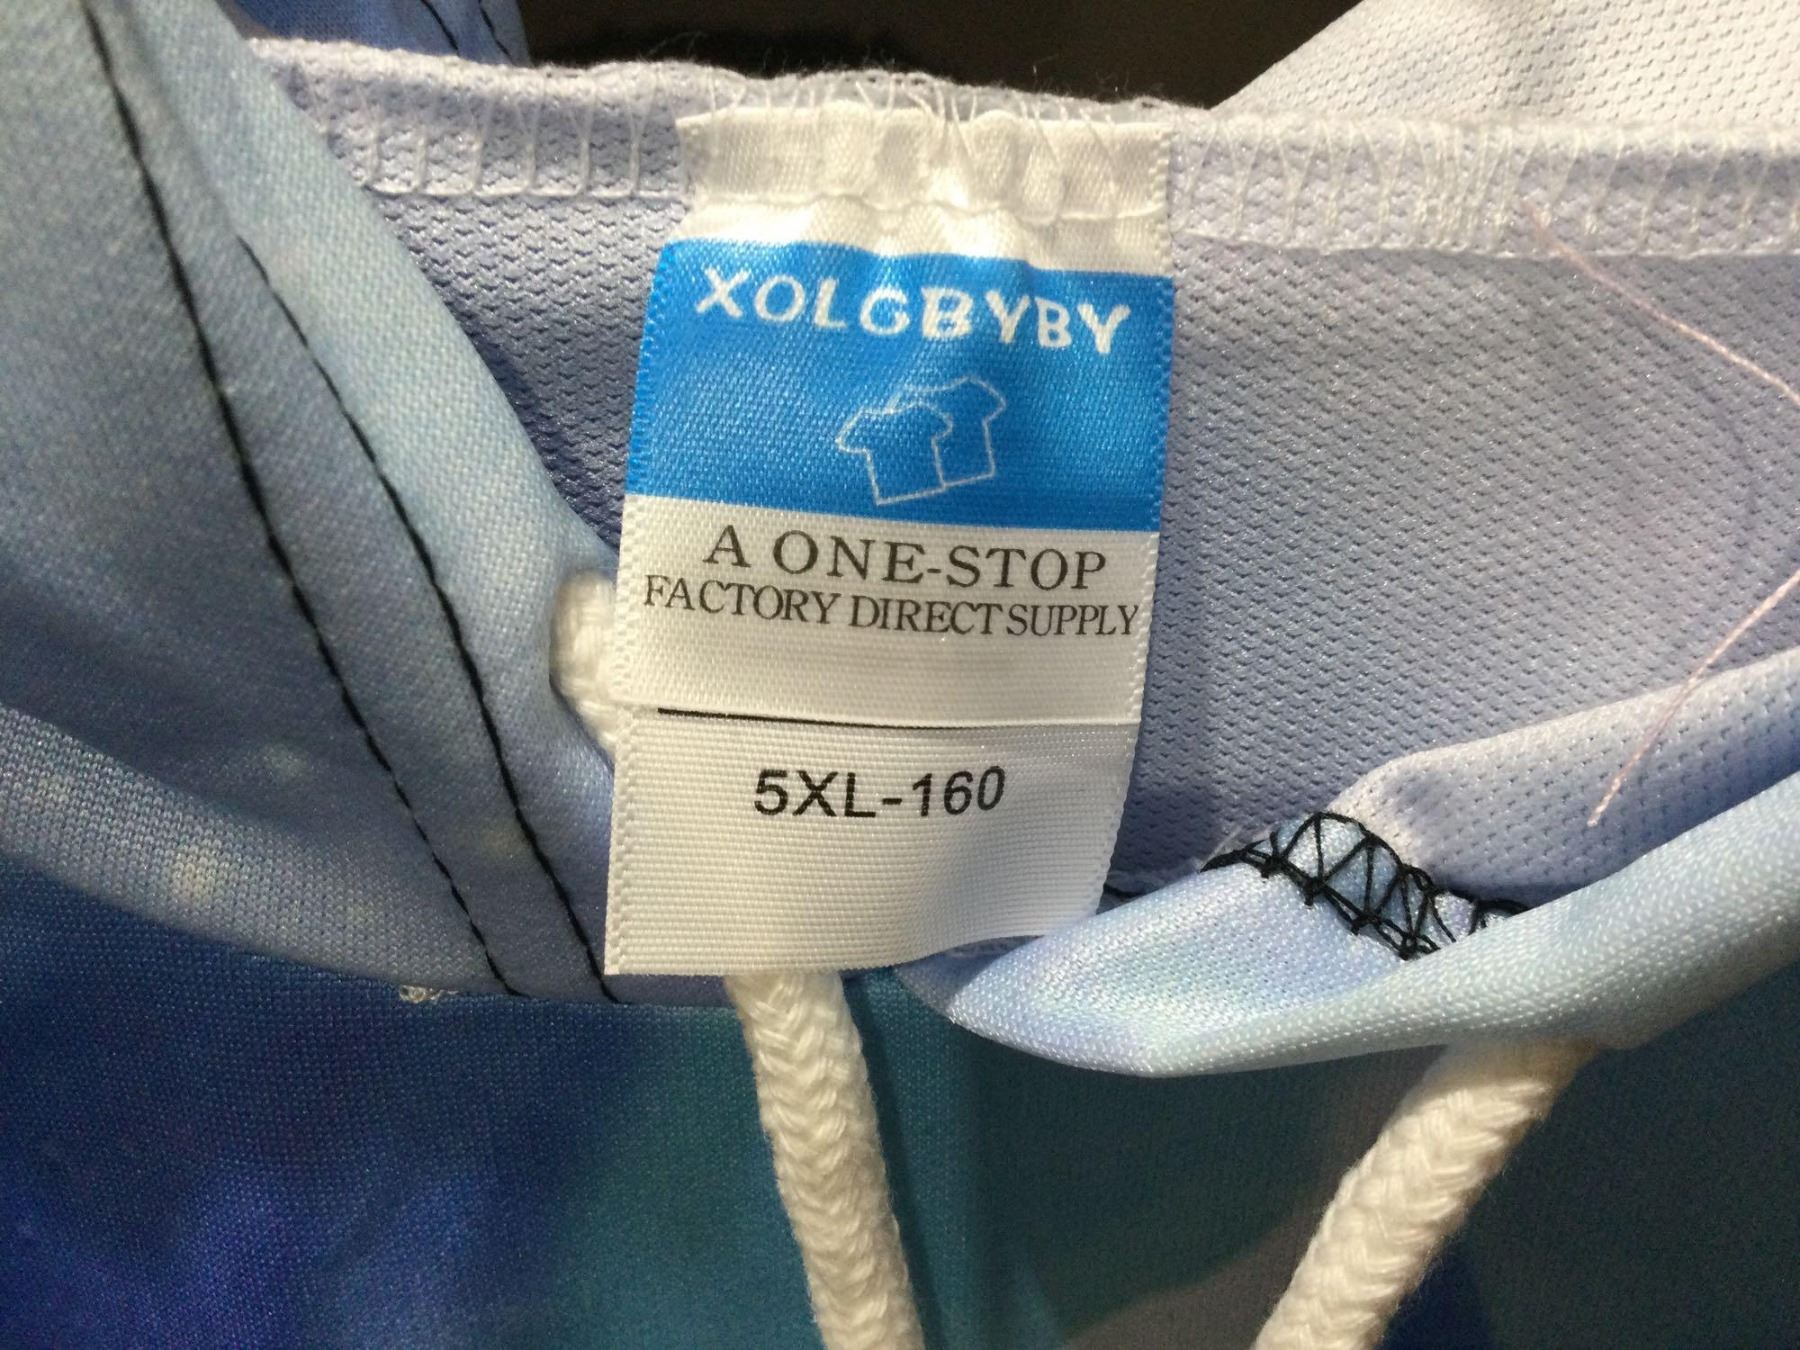 XOLGBYBY
A ONE-STOP
FACTORY DIRECT SUPPLY
5XL-160